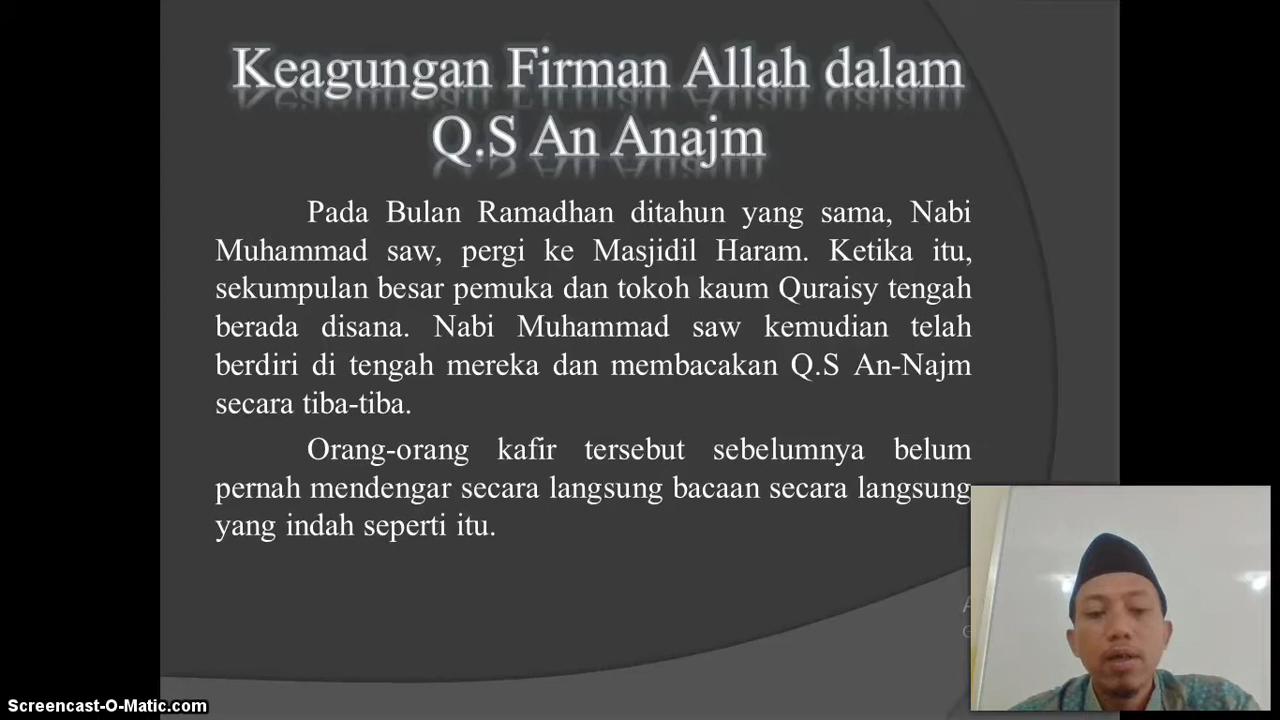 Keagungan Firman Allah dalam
Q.S An Anajm
Pada Bulan Ramadhan ditahun yang sama, Nabi
Muhammad saw, pergi ke Masjidil Haram. Ketika itu,
sekumpulan besar pemuka dan tokoh kaum Quraisy tengah
berada disana. Nabi Muhammad saw kemudian telah
berdiri di tengah mereka dan membacakan Q.S An-Najm
secara tiba-tiba.
Orang-orang kafir tersebut sebelumnya belum
pernah mendengar secara langsung bacaan secara langsung
yang indah seperti itu.
Screencast-O-Matic.com